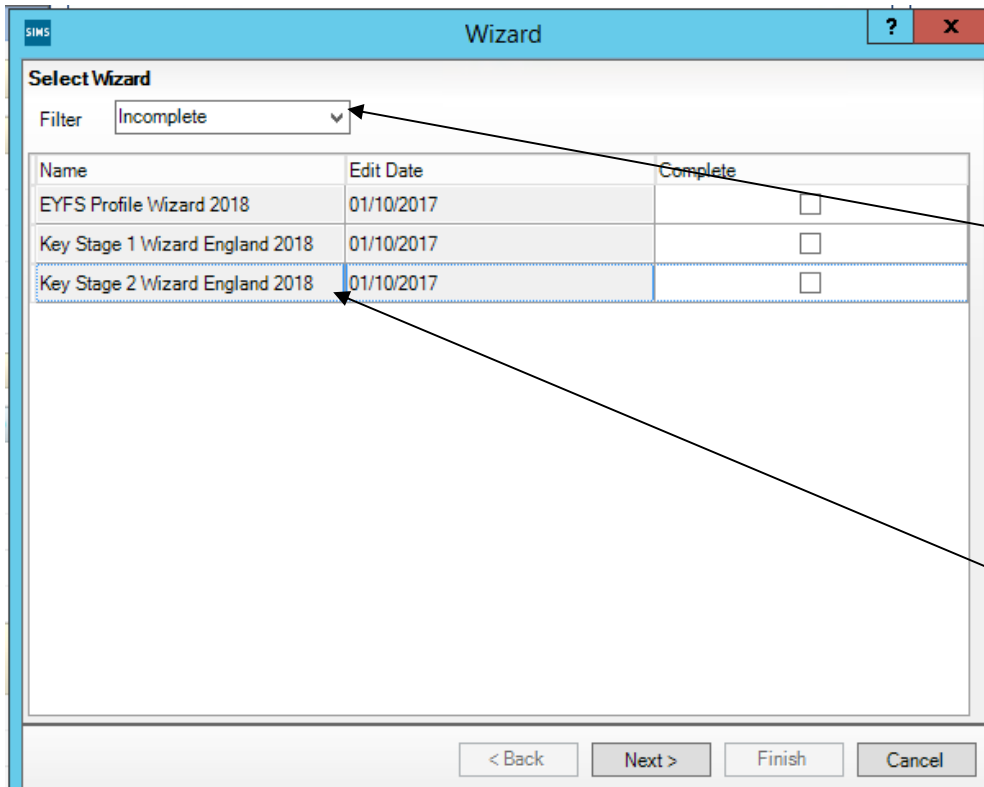 SIMS Wizard ? x
Select Wizard
Filter Incomplete
Name Edit Date Complete
EYFS Profile Wizard 2018 01/10/2017
Key Stage 1 Wizard England 2018 01/10/2017
Key Stage 2 Wizard England 2018 01/10/2017
< Back Next > Finish Cancel